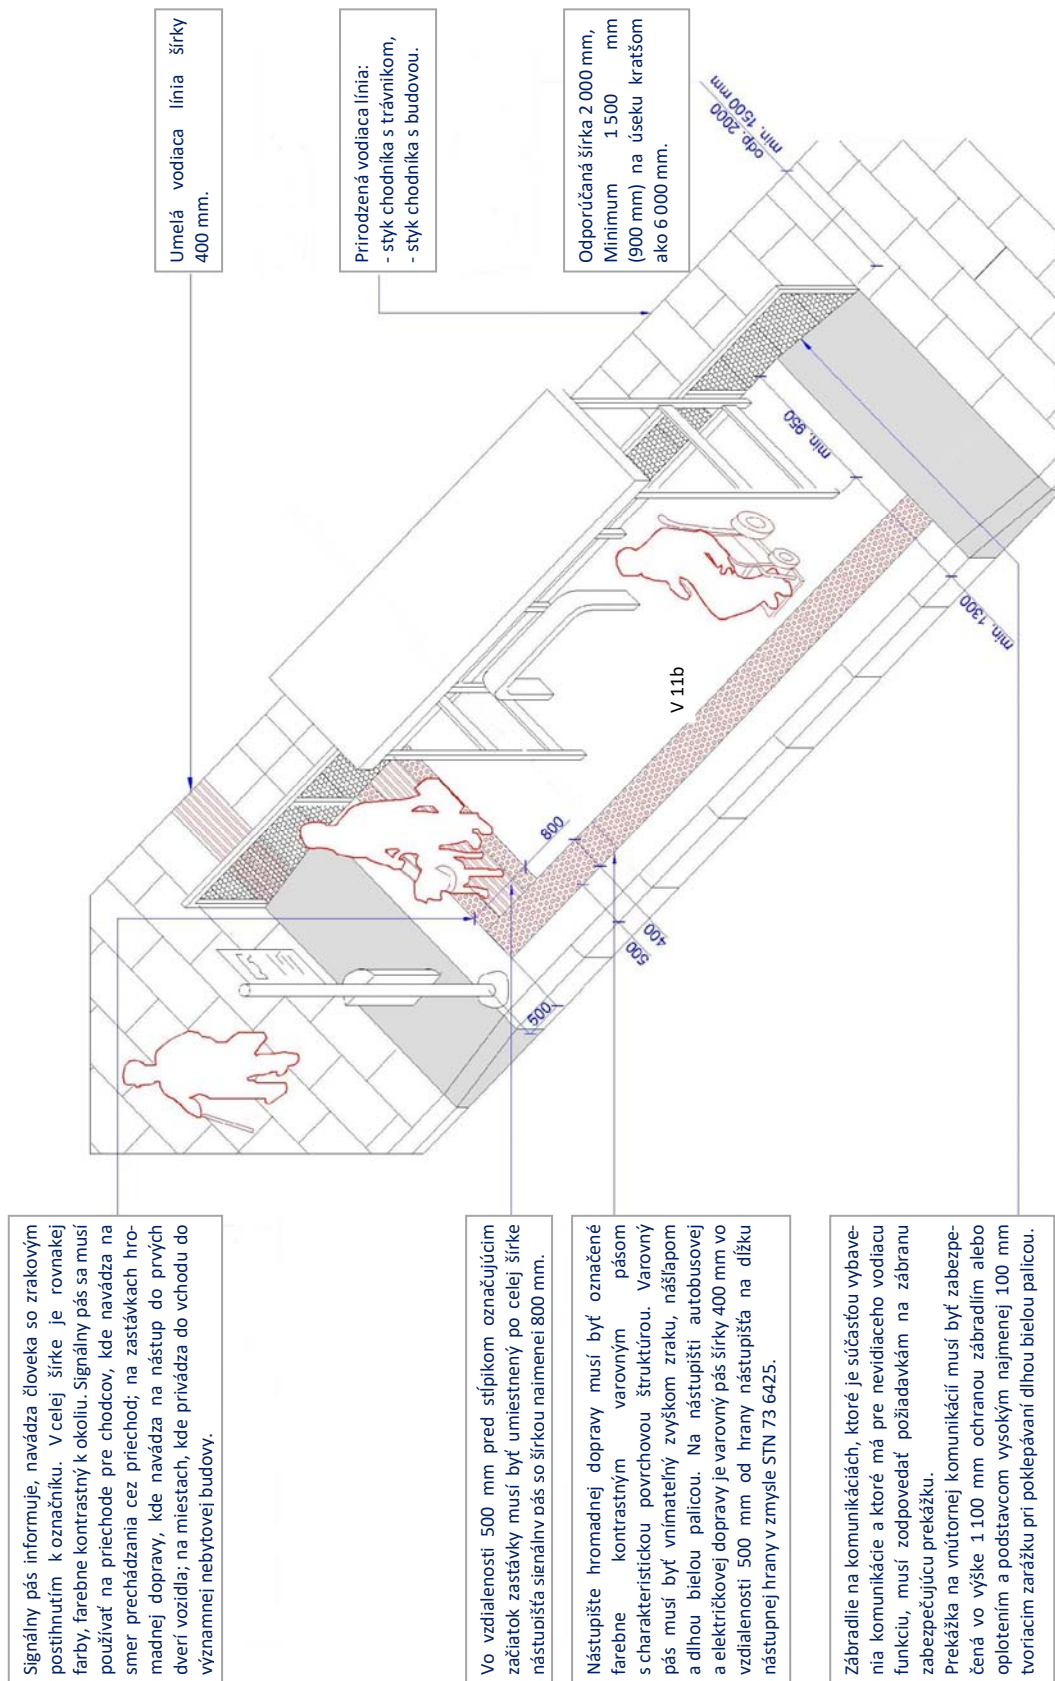 Signálny pás informuje, navádza človeka so zrakovým
postihnutím k označníku. V celej šírke je rovnakej
farby, farebne kontrastný k okoliu. Signálny pás sa musí
používať na priechode pre chodcov, kde navádza na
smer prechádzania cez priechod; na zastávkach hro-
madnej dopravy, kde navádza na nástup do prvých
dverí vozidla; na miestach, kde privádza do vchodu do
významnej nebytovej budovy.
Vo vzdialenosti 500 mm pred stĺpikom označujúcim
začiatok zastávky musí byť umiestnený po celej šírke
nástupišťa signálny pás so šírkou najmenej 800 mm.
Nástupište hromadnej dopravy musí byť označené
farebne kontrastným varovným pásom
s charakteristickou povrchovou štruktúrou. Varovný
pás musí byť vnímateľný zvyškom zraku, nášľapom
a dlhou bielou palicou. Na nástupišti autobusovej
a električkovej dopravy je varovný pás šírky 400 mm vo
vzdialenosti 500 mm od hrany nástupišťa na dĺžku
nástupnej hrany v zmysle STN 73 6425.
Zábradlie na komunikáciách, ktoré je súčasťou vybave-
nia komunikácie a ktoré má pre nevidiaceho vodiacu
funkciu, musí zodpovedať požiadavkám na zábranu
zabezpečujúcu prekážku.
Prekážka na vnútornej komunikácií musí byť zabezpe-
čená vo výške 1 100 mm ochranou zábradlím alebo
oplotením a podstavcom vysokým najmenej 100 mm
tvoriacim zarážku pri poklepávaní dlhou bielou palicou.
Umelá vodiaca línia šírky
400 mm.
Prirodzená vodiaca línia:
- styk chodníka s trávnikom,
- styk chodníka s budovou.
Odporúčaná šírka 2 000 mm,
Minimum 1 500 mm
(900 mm) na úseku kratšom
ako 6 000 mm.
odp. 2000
min. 1500 mm
min. 950
min. 1300
V 11b
800
400
500
500